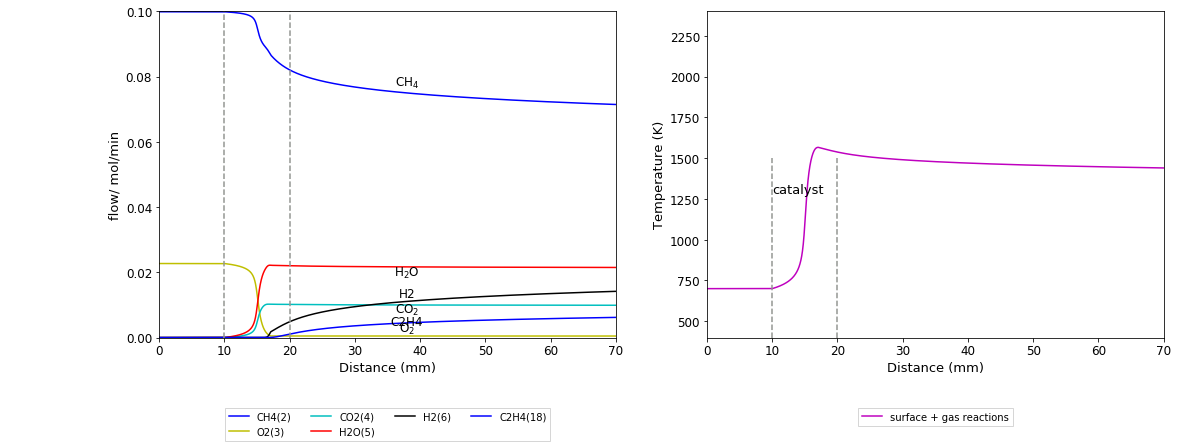 0.10
0.08
0.06
0.04
0.02
0.00
flow/ mol/min
0
10
20
30
40
50
60
70
Distance (mm)
CH4
H2O
H2
CO2
C2H4
O2
CH4(2)
O2(3)
CO2(4)
H2O(5)
H2(6)
C2H4(18)
2250
2000
1750
1500
1250
1000
750
500
Temperature (K)
catalyst
0
10
20
30
40
50
60
70
Distance (mm)
surface + gas reactions